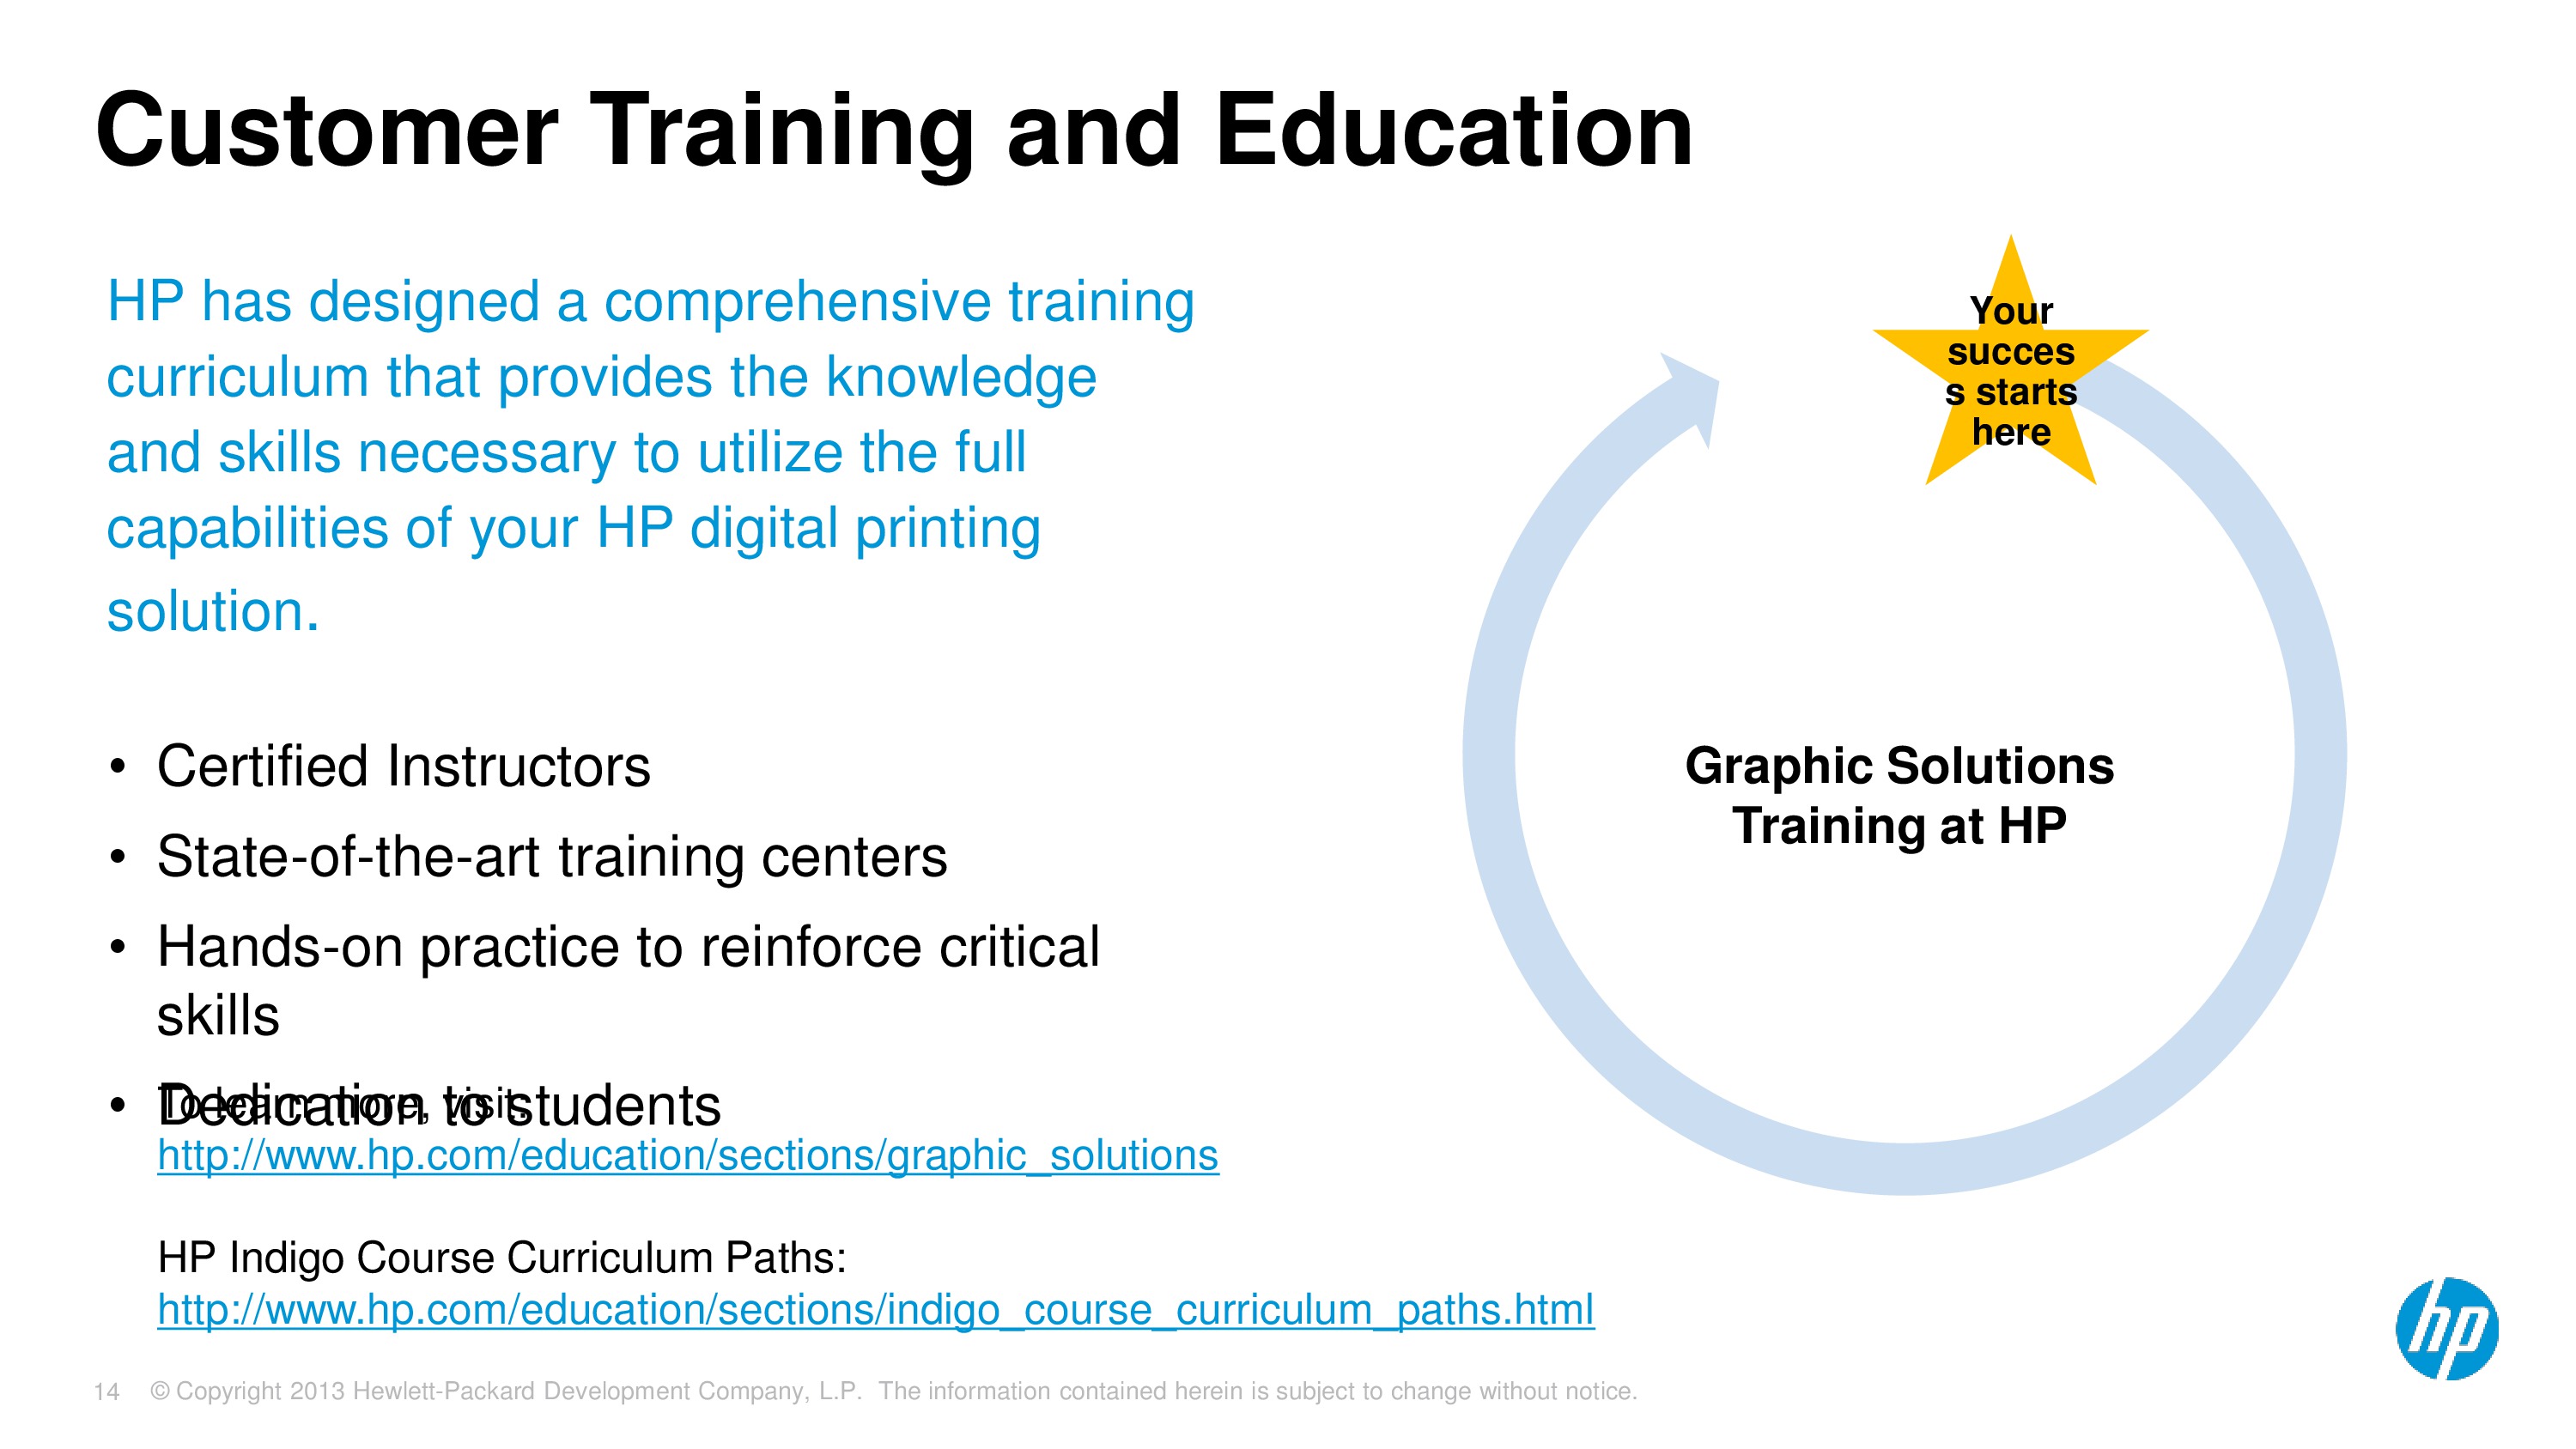 Customer Training and Education
HP has designed a comprehensive training
curriculum that provides the knowledge
and skills necessary to utilize the full
capabilities of your HP digital printing
solution.
• Certified Instructors
• State-of-the-art training centers
• Hands-on practice to reinforce critical
skills
• Dedication to students
To learn more, visit:
http://www.hp.com/education/sections/graphic_solutions
HP Indigo Course Curriculum Paths:
http://www.hp.com/education/sections/indigo_course_curriculum_paths.html
Your
succes
s starts
here
Graphic Solutions
Training at HP
hp
14 © Copyright 2013 Hewlett-Packard Development Company, L.P. The information contained herein is subject to change without notice.